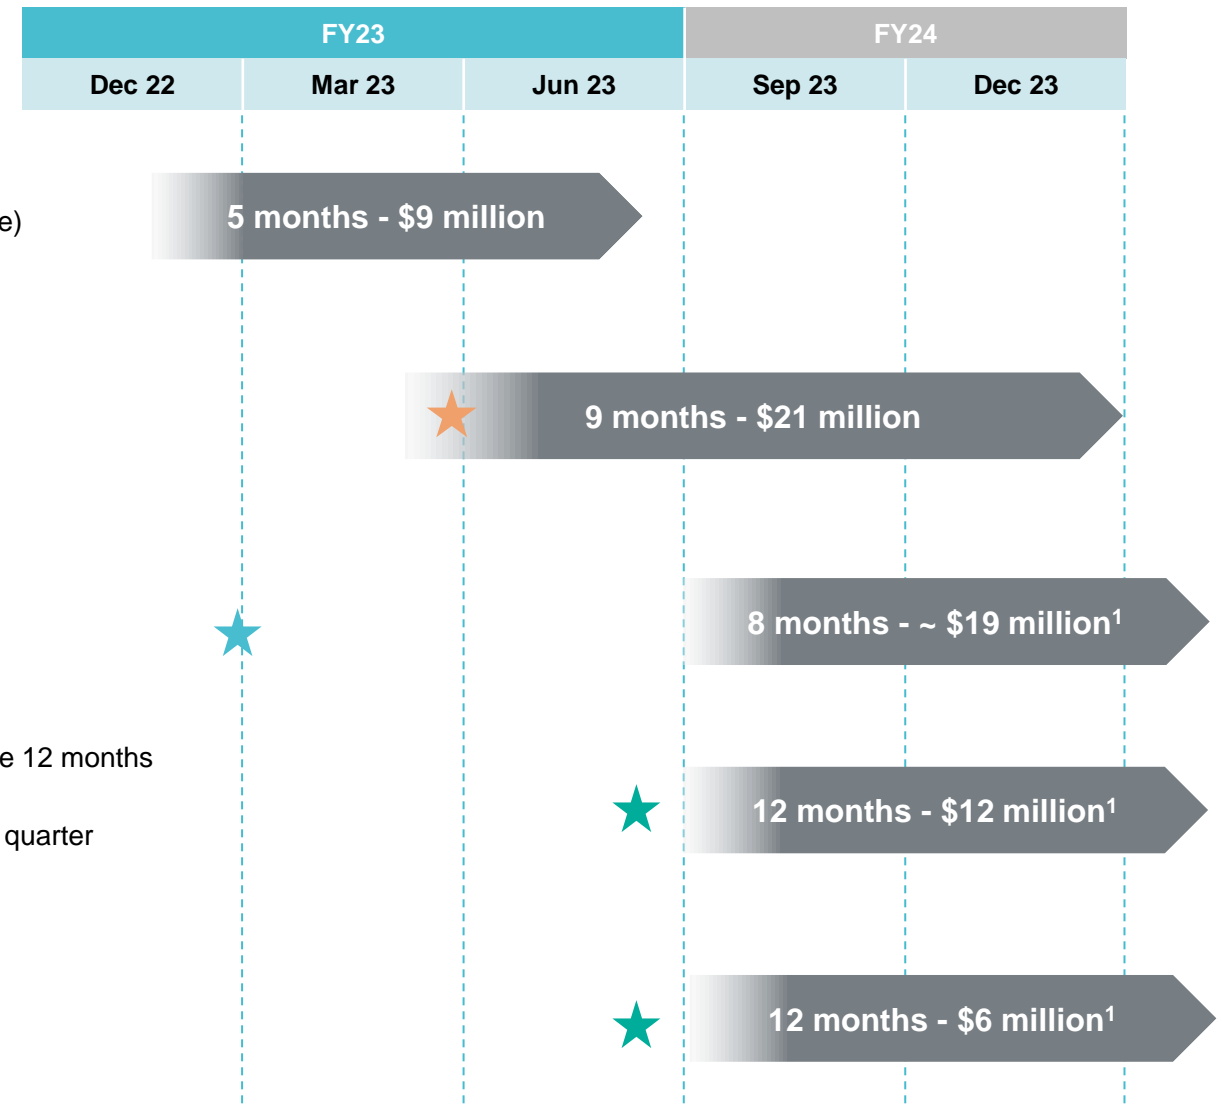 FY23 FY24
Dec 22 Mar 23 Jun 23 Sep 23 Dec 23
5 months - $9 million
e)
9 months - $21 million
8 months - ~ $19 million¹
e 12 months
12 months - $12 million¹
quarter
12 months - $6 million¹